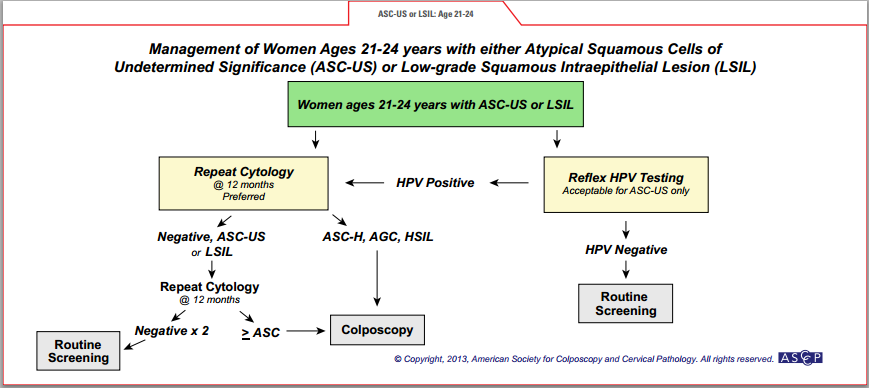 ASC-US or LSIL: Age 21-24
Management of Women Ages 21-24 years with either Atypical Squamous Cells of
Undetermined Significance (ASC-US) or Low-grade Squamous Intraepithelial Lesion (LSIL)
Women ages 21-24 years with ASC-US or LSIL
Repeat Cytology
@ 12 months
Preferred
HPV Positive
Reflex HPV Testing
Acceptable for ASC-US only
Negative, ASC-US
or LSIL
ASC-H, AGC, HSIL
HPV Negative
Repeat Cytology
@ 12 months
Routine
Screening
Negative x 2
≥ ASC
Colposcopy
Routine
Screening
© Copyright, 2013, American Society for Colposcopy and Cervical Pathology. All rights reserved.
ASCCP